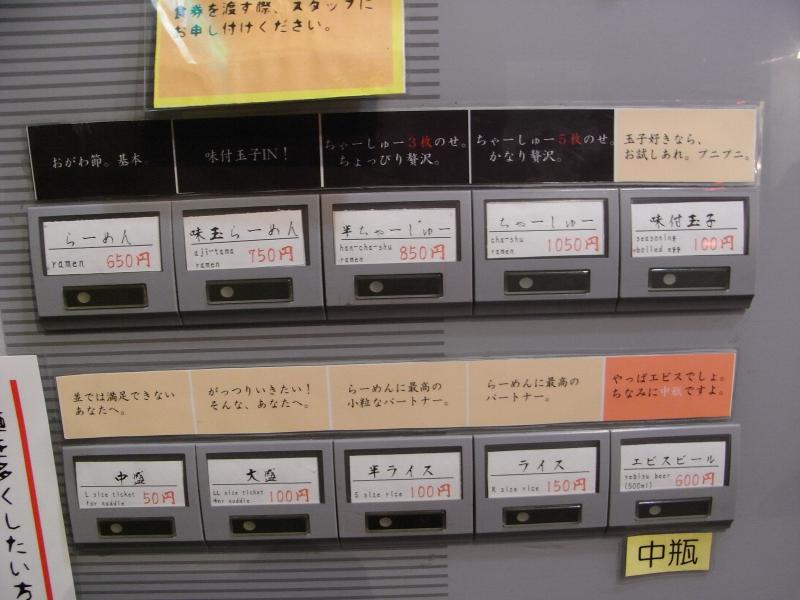 食券を渡す際、スタッフに
お申し付けください。
おがわ節。基本。
味付玉子IN！
ちゃーしゅー3枚のせ。
ちょっぴり贅沢。
ちゃーしゅー5枚のせ。
かなり贅沢。
玉子好きなら、
お試しあれ。プニプニ。
らーめん
ramen 650円
味玉らーめん
aji-tama
ramen 750円
半ちゃーしゅー
han-cha-shu
ramen 850円
ちゃーしゅー
cha-shu
ramen 1050円
味付玉子
seasoning
boiled egg 100円
並では満足できない
あなたへ。
がっつりいきたい！
そんな、あなたへ。
らーめんに最高の
小粒なパートナー。
らーめんに最高の
パートナー。
やっぱエビスでしょ。
ちなみに中瓶ですよ。
中盛
L size ticket
for nuddle 50円
大盛
LL size ticket
for nuddle 100円
半ライス
S size rice 100円
ライス
R size rice 150円
ヱビスビール
yebisu beer
(500ml) 600円
中瓶
を多くしたいち